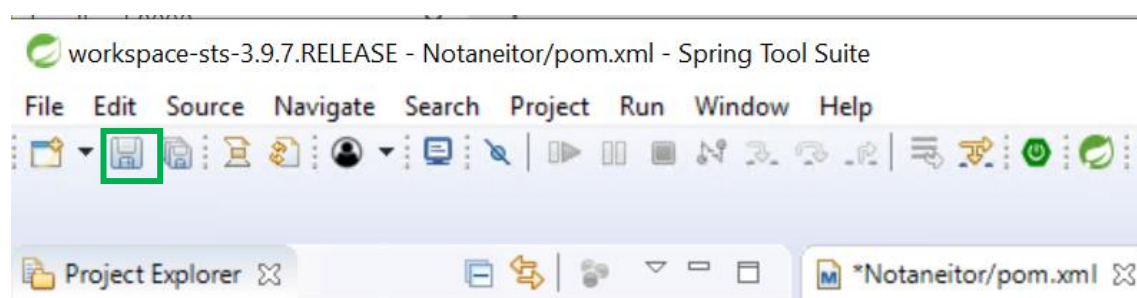 workspace-sts-3.9.7.RELEASE - Notaneitor/pom.xml - Spring Tool Suite
File Edit Source Navigate Search Project Run Window Help
Project Explorer *Notaneitor/pom.xml